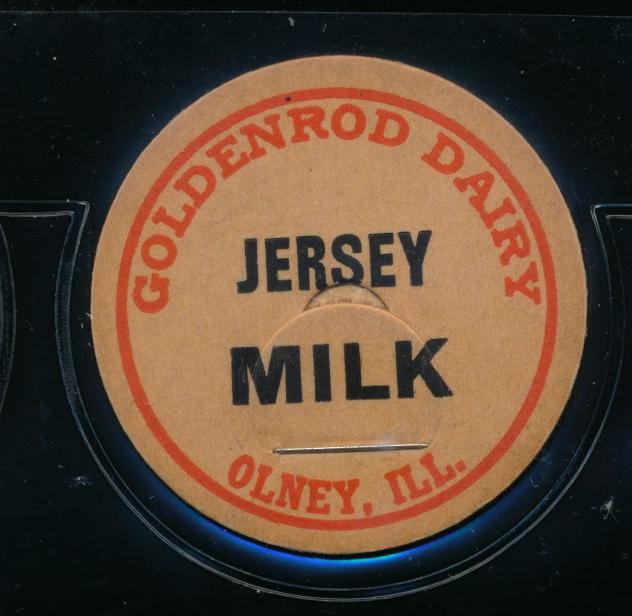 GOLDENROD DAIRY
JERSEY
MILK
OLNEY, ILL.